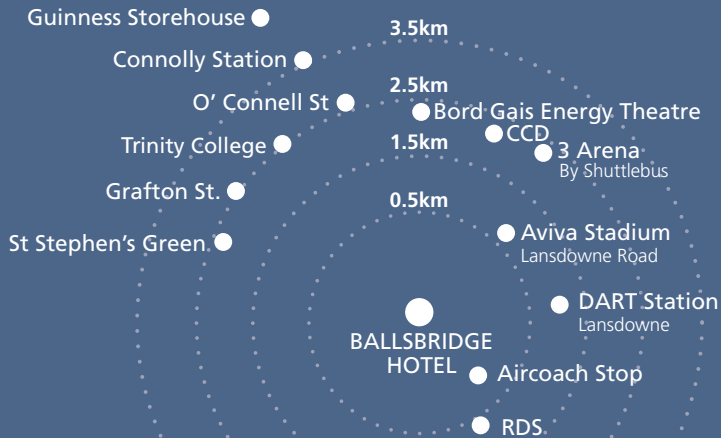 Guinness Storehouse
3.5km
Connolly Station
2.5km
O' Connell St
Bord Gais Energy Theatre
CCD
Trinity College
1.5km
3 Arena
By Shuttlebus
Grafton St.
0.5km
St Stephen's Green
Aviva Stadium
Lansdowne Road
DART Station
Lansdowne
BALLSBRIDGE
HOTEL
Aircoach Stop
RDS